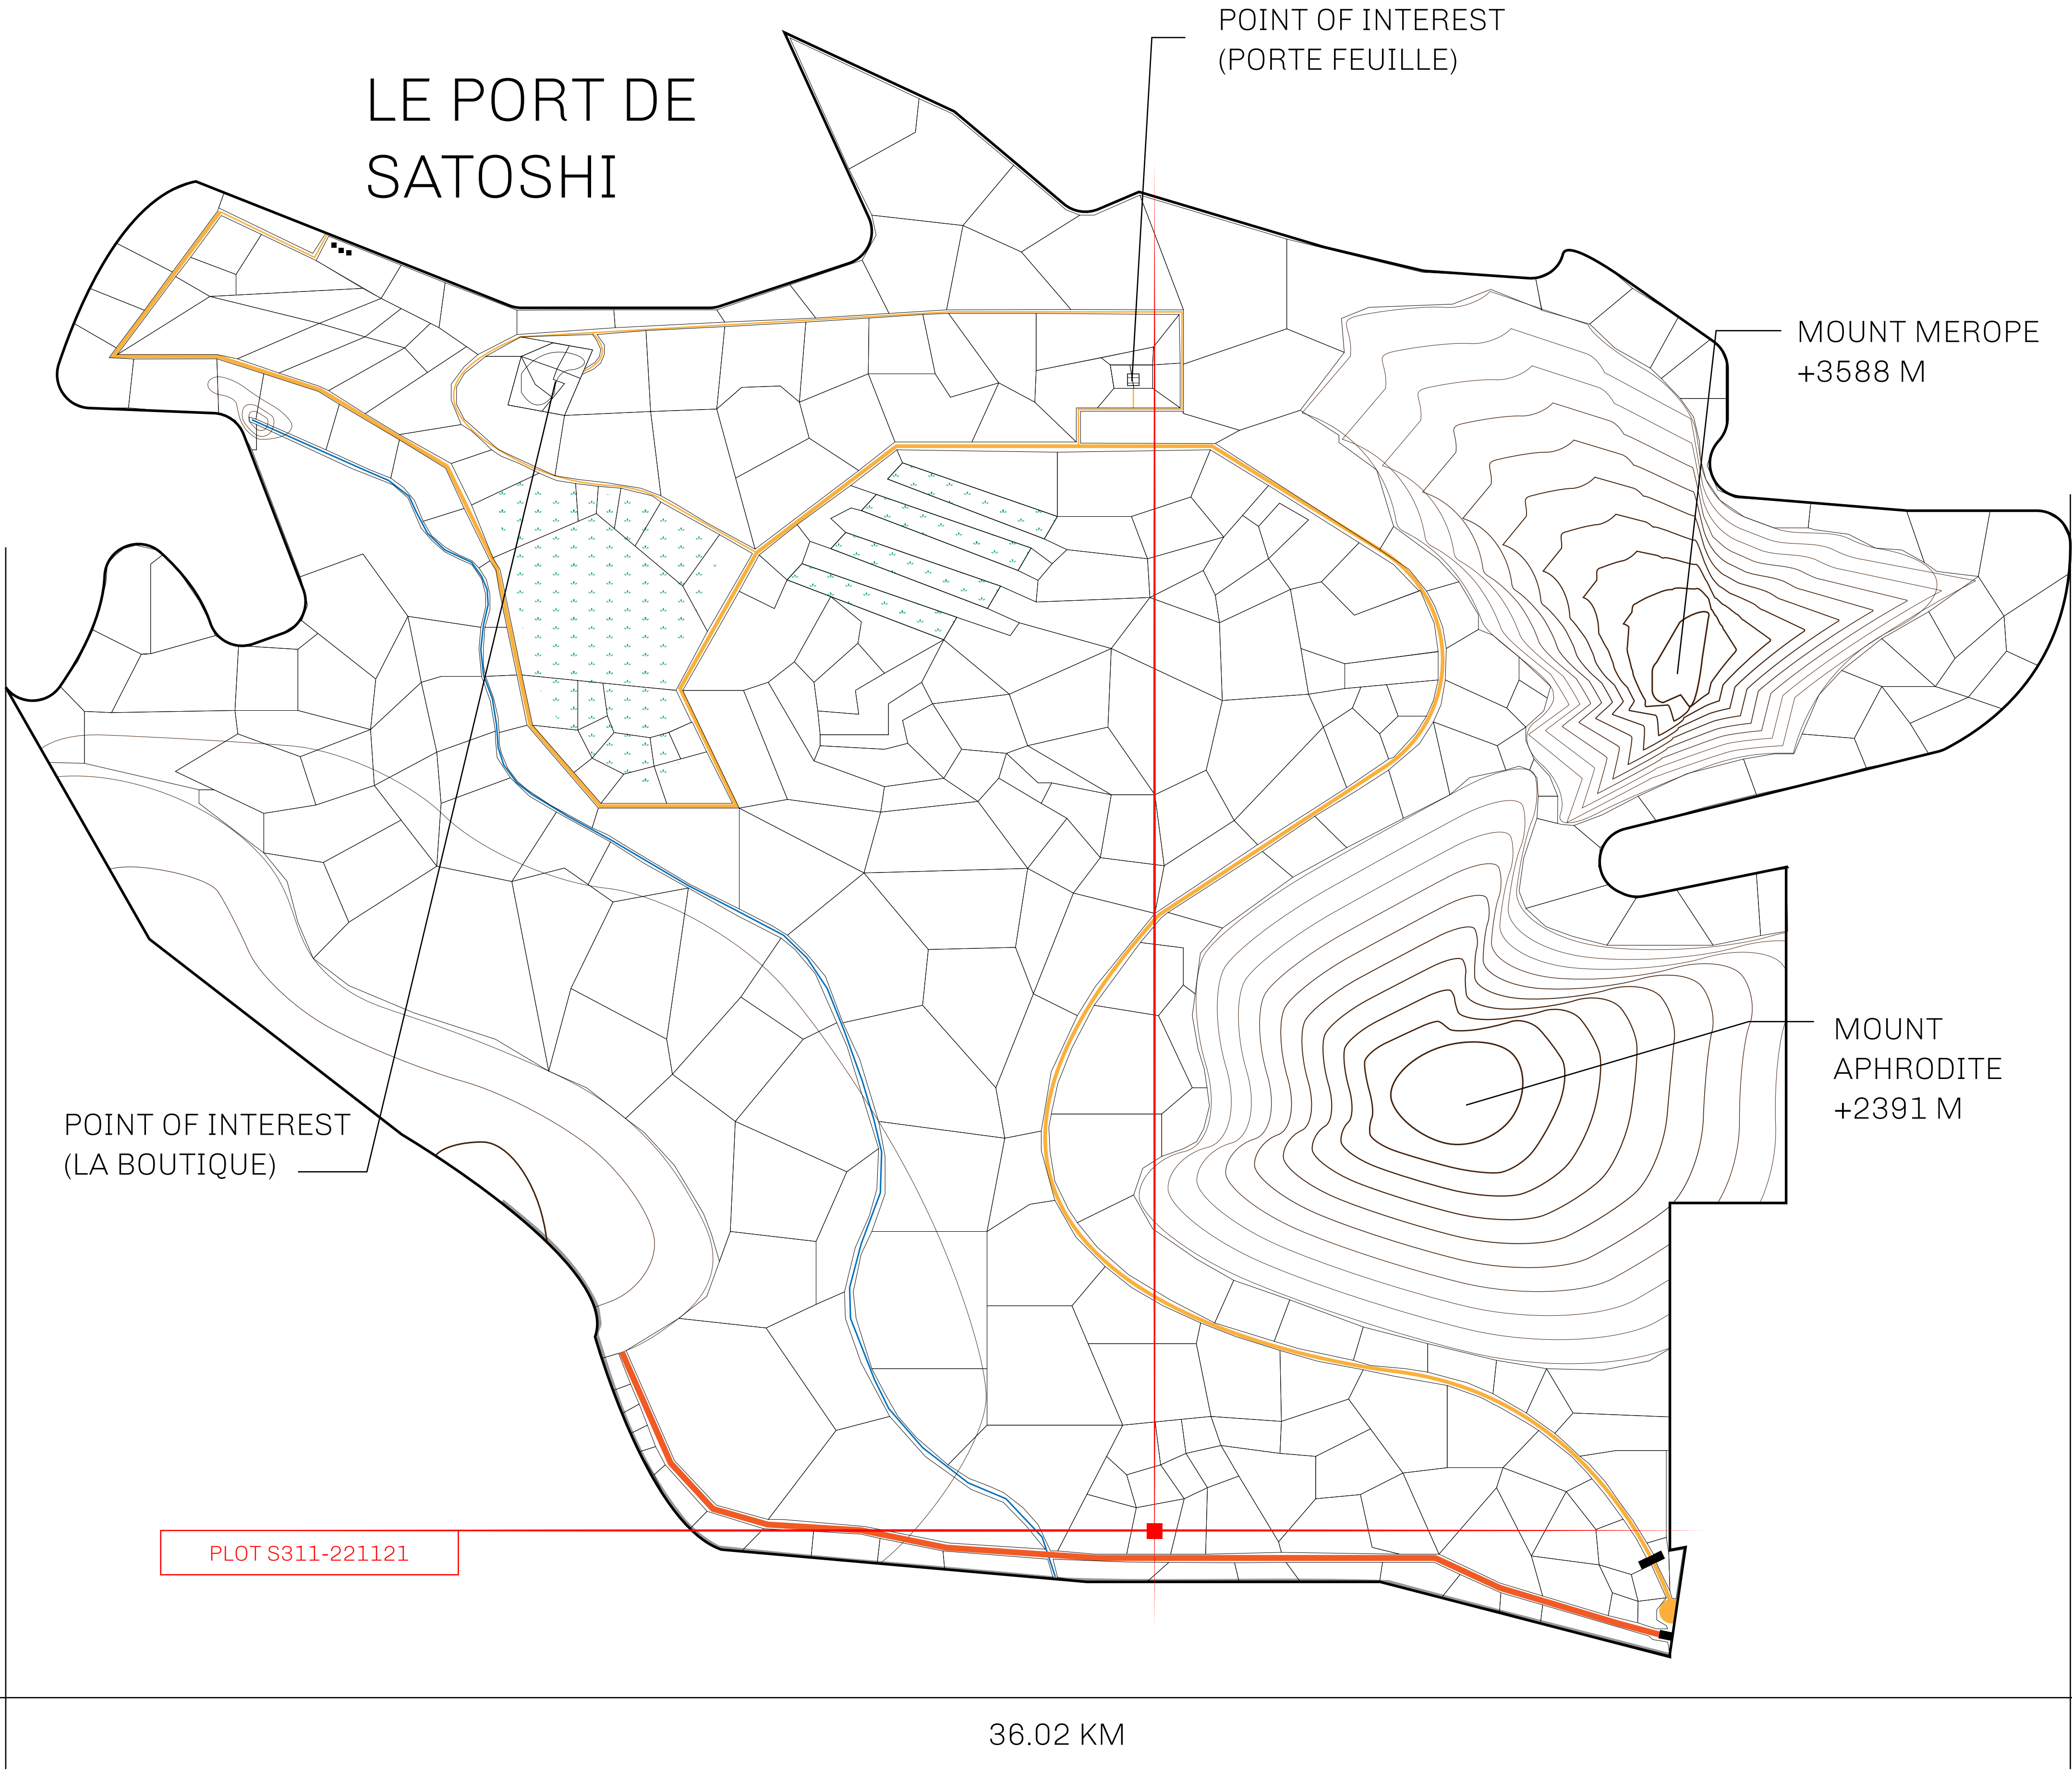 POINT OF INTEREST
(PORTE FEUILLE)
LE PORT DE
SATOSHI
MOUNT MEROPE
+3588 M
MOUNT
APHRODITE
+2391 M
POINT OF INTEREST
(LA BOUTIQUE)
PLOT S311-221121
36.02 KM